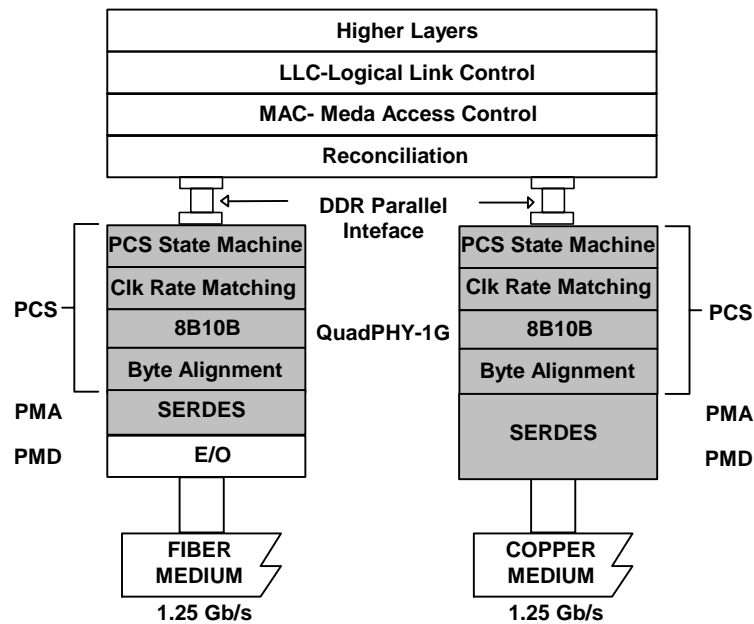 Higher Layers
LLC-Logical Link Control
MAC- Meda Access Control
Reconciliation
DDR Parallel
Inteface
PCS State Machine
Clk Rate Matching
8B10B
Byte Alignment
SERDES
E/O
PCS
PMA
PMD
QuadPHY-1G
PCS State Machine
Clk Rate Matching
8B10B
Byte Alignment
SERDES
PCS
PMA
PMD
FIBER
MEDIUM
1.25 Gb/s
COPPER
MEDIUM
1.25 Gb/s